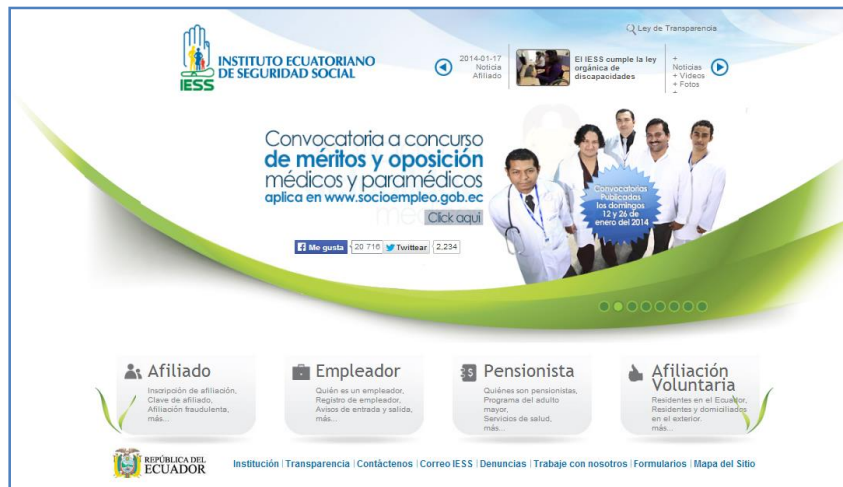 Ley de Transparencia
IESS
INSTITUTO ECUATORIANO
DE SEGURIDAD SOCIAL
2014-01-17
Noticia
Afiliado
El IESS cumple la ley
orgánica de
discapacidades
+
Noticias
+ Videos
+ Fotos
+
Convocatoria a concurso
de méritos y oposición
médicos y paramédicos
aplica en www.socioempleo.gob.ec
Click aqui
Convocatorias
Publicadas
los domingos
12 y 26 de
enero del 2014
Me gusta 20 716 Twittear 2,234
Afiliado
Inscripción de afiliación,
Clave de afiliado,
Afiliación fraudulenta,
más...
Empleador
Quién es un empleador,
Registro de empleador,
Avisos de entrada y salida,
más...
Pensionista
Quiénes son pensionistas,
Programa del adulto
mayor,
Servicios de salud,
más...
Afiliación
Voluntaria
Residentes en el Ecuador,
Residentes y domiciliados
en el exterior.
más...
REPÚBLICA DEL
ECUADOR
Institución | Transparencia | Contáctenos | Correo IESS | Denuncias | Trabaje con nosotros | Formularios | Mapa del Sitio